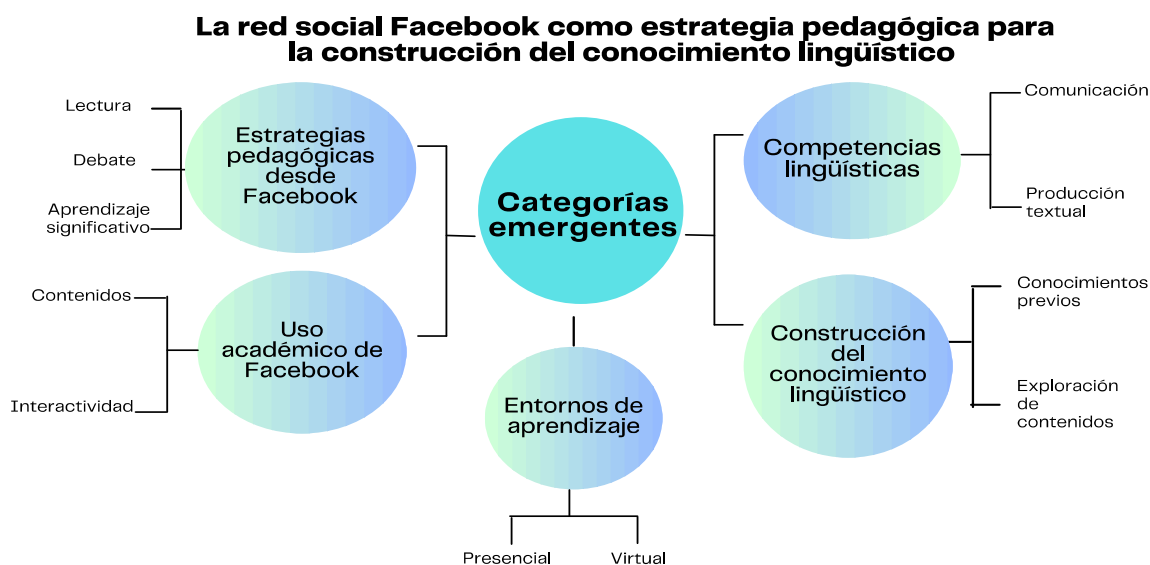 La red social Facebook como estrategia pedagógica para
la construcción del conocimiento lingüístico
Lectura
Debate
Aprendizaje
significativo
Estrategias
pedagógicas
desde
Facebook
Contenidos
Interactividad
Uso
académico de
Facebook
Categorías
emergentes
Entornos de
aprendizaje
Presencial
Virtual
Competencias
lingüísticas
Comunicación
Producción
textual
Construcción
del
conocimiento
lingüístico
Conocimientos
previos
Exploración
de
contenidos